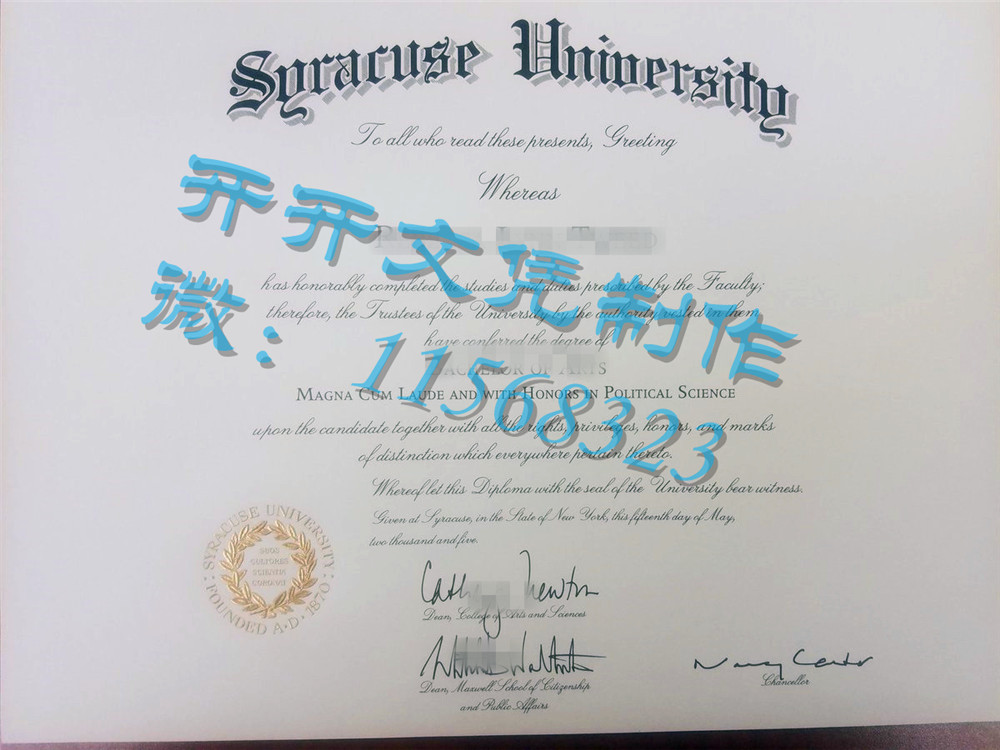 Syracuse University
To all who read these presents, Greeting
Whereas
开开文凭制作
微：11568323
has honorably completed the studies and duties prescribed by the Faculty;
therefore, the Trustees of the University by the authority vested in them
have conferred the degree of
BACHELOR OF ARTS
MAGNA CUM LAUDE AND WITH HONORS IN POLITICAL SCIENCE
upon the candidate together with all the rights, privileges, honors, and marks
of distinction which everywhere pertain thereto.
Whereof let this Diploma with the seal of the University bear witness.
Given at Syracuse, in the State of New York, this fifteenth day of May,
two thousand and five.
SYRACUSE UNIVERSITY
FOUNDED A·D·1870
Newton
Dean, College of Arts and Sciences
Dean, Maxwell School of Citizenship
and Public Affairs
Nancy Cantor
Chancellor